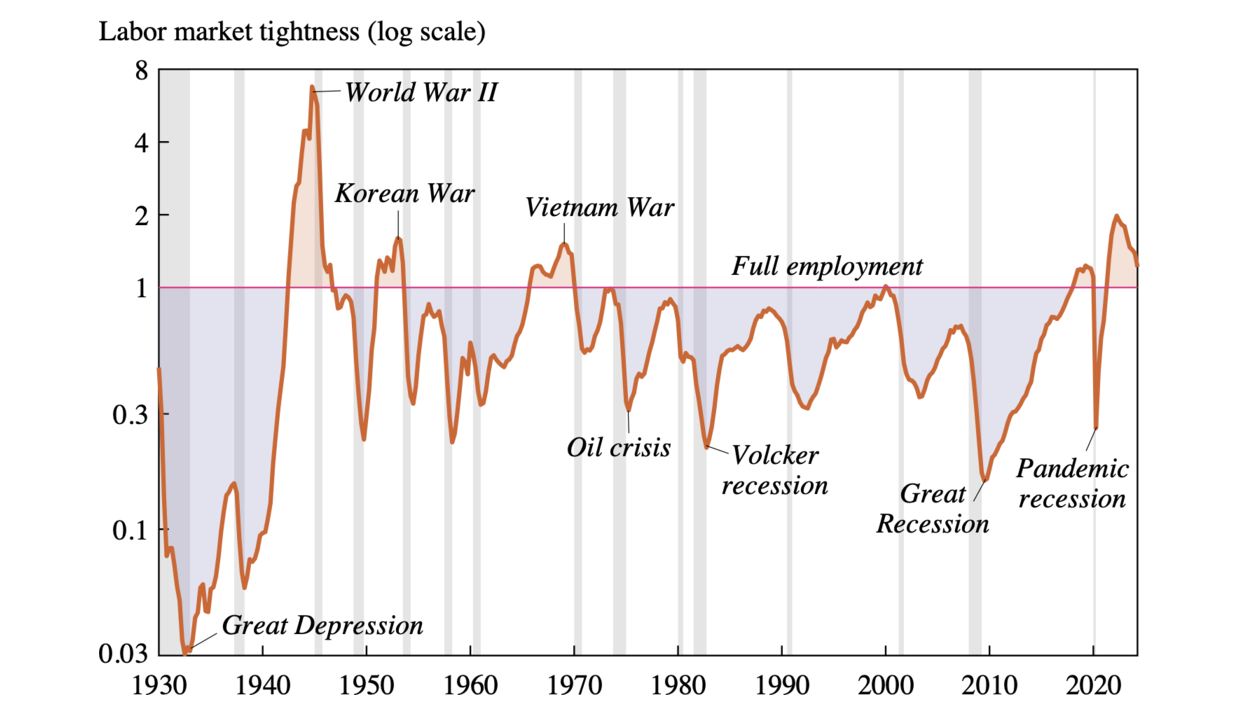 Labor market tightness (log scale)
8
World War II
4
Korean War
Vietnam War
2
Full employment
1
0.3
Oil crisis
Volcker
recession
Pandemic
recession
Great
Recession
0.1
Great Depression
0.03
1930 1940 1950 1960 1970 1980 1990 2000 2010 2020